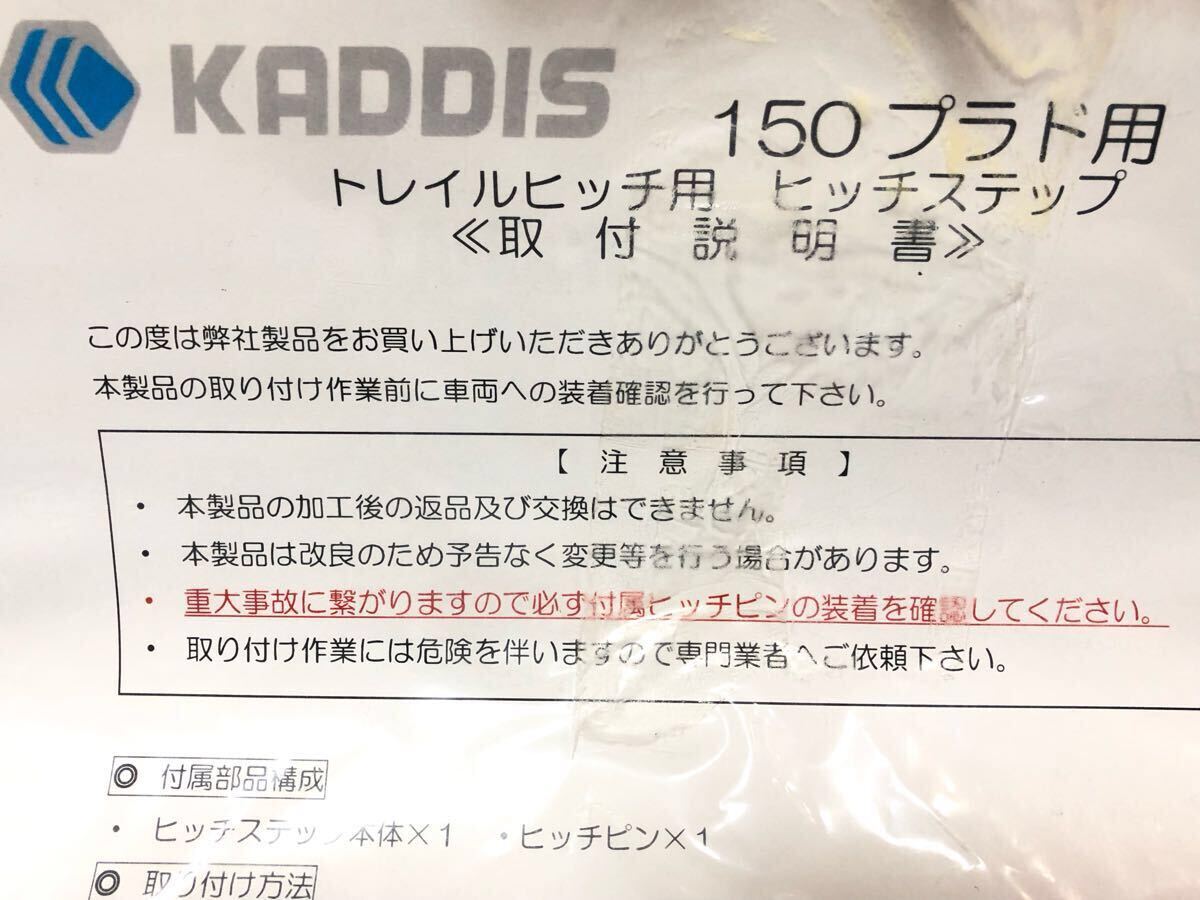 KADDIS
150プラド用
トレイルヒッチ用　ヒッチステップ
≪取　付　説　明　書≫
この度は弊社製品をお買い上げいただきありがとうございます。
本製品の取り付け作業前に車両への装着確認を行って下さい。
【　注　意　事　項　】
・　本製品の加工後の返品及び交換はできません。
・　本製品は改良のため予告なく変更等を行う場合があります。
・　重大事故に繋がりますので必ず付属ヒッチピンの装着を確認してください。
・　取り付け作業には危険を伴いますので専門業者へご依頼下さい。
◎　付属部品構成
・　ヒッチステップ本体×1　・ヒッチピン×1
◎　取り付け方法